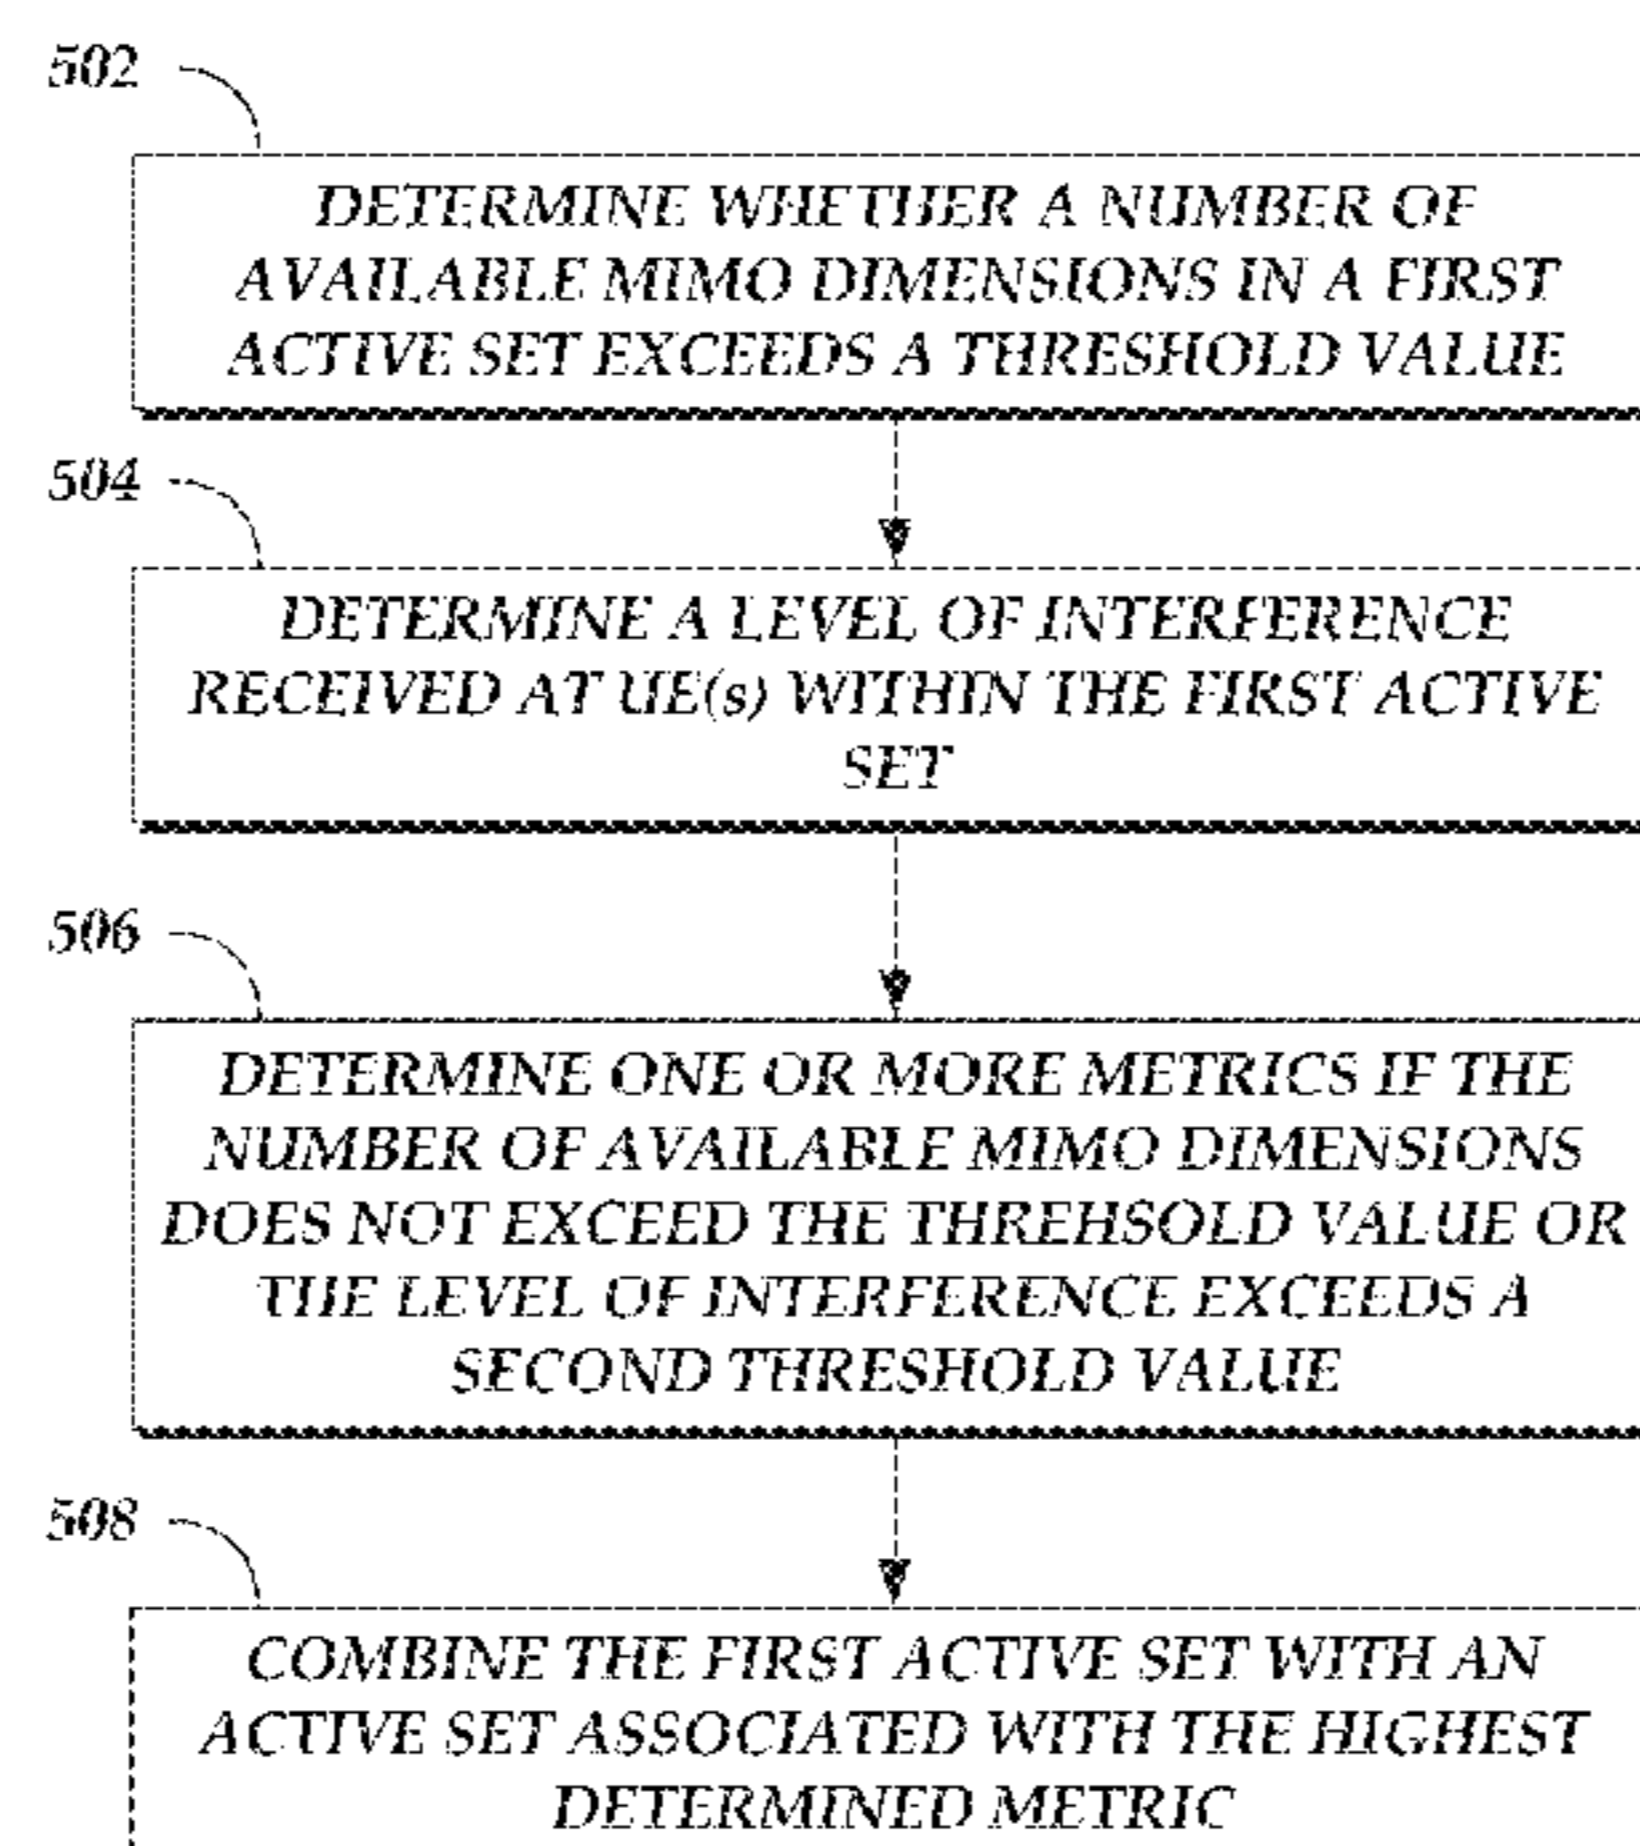 502
DETERMINE WHETHER A NUMBER OF
AVAILABLE MIMO DIMENSIONS IN A FIRST
ACTIVE SET EXCEEDS A THRESHOLD VALUE
504
DETERMINE A LEVEL OF INTERFERENCE
RECEIVED AT UE(s) WITHIN THE FIRST ACTIVE
SET
506
DETERMINE ONE OR MORE METRICS IF THE
NUMBER OF AVAILABLE MIMO DIMENSIONS
DOES NOT EXCEED THE THREHSOLD VALUE OR
THE LEVEL OF INTERFERENCE EXCEEDS A
SECOND THRESHOLD VALUE
508
COMBINE THE FIRST ACTIVE SET WITH AN
ACTIVE SET ASSOCIATED WITH THE HIGHEST
DETERMINED METRIC